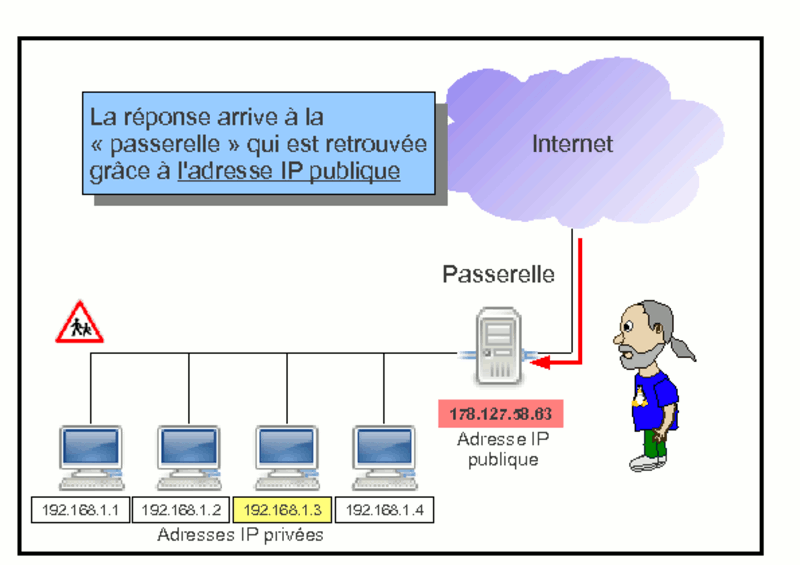 La réponse arrive à la
« passerelle » qui est retrouvée
grâce à l'adresse IP publique
Internet
Passerelle
178.127.58.63
Adresse IP
publique
192.168.1.1
192.168.1.2
192.168.1.3
192.168.1.4
Adresses IP privées